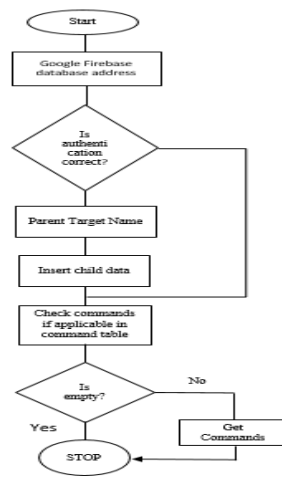 Start
Google Firebase
database address
Is
authenti
cation
correct?
Parent Target Name
Insert child data
Check commands
if applicable in
command table
Is
empty?
No
Yes
Get
Commands
STOP